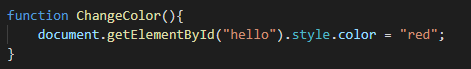 function ChangeColor(){
    document.getElementById("hello").style.color = "red";
}